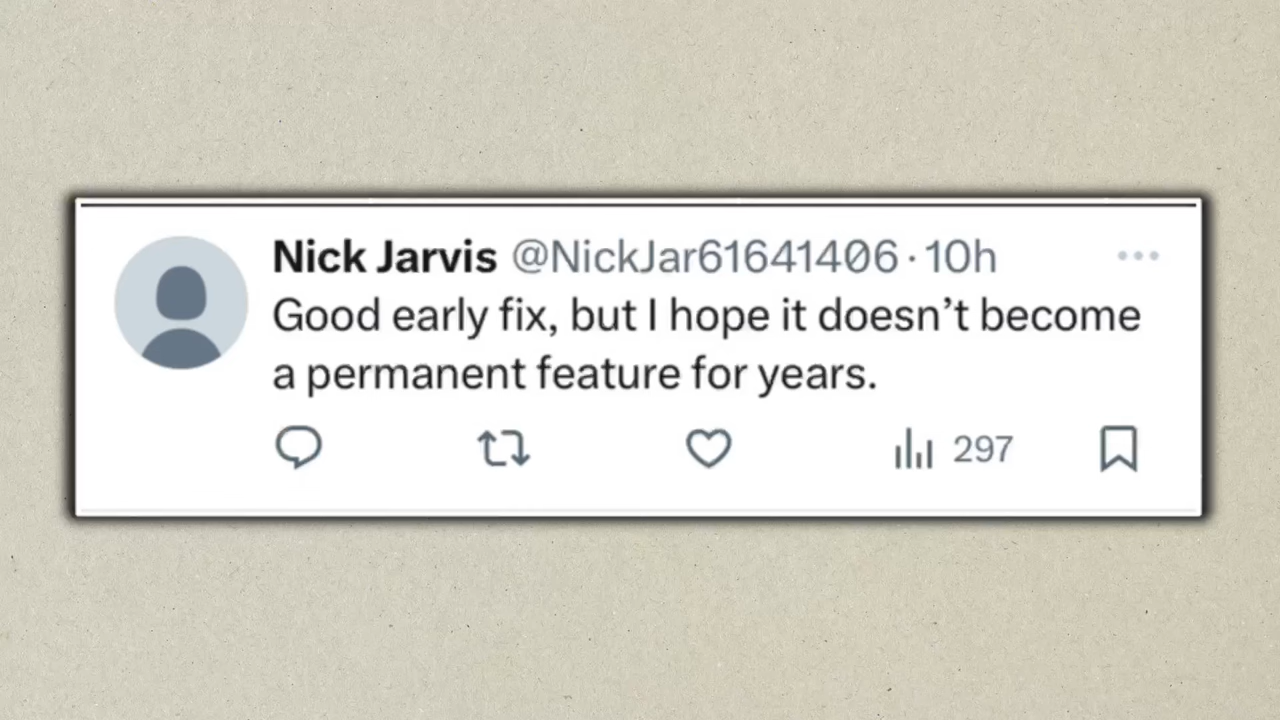 Nick Jarvis @NickJar61641406 · 10h
Good early fix, but I hope it doesn’t become
a permanent feature for years.
297